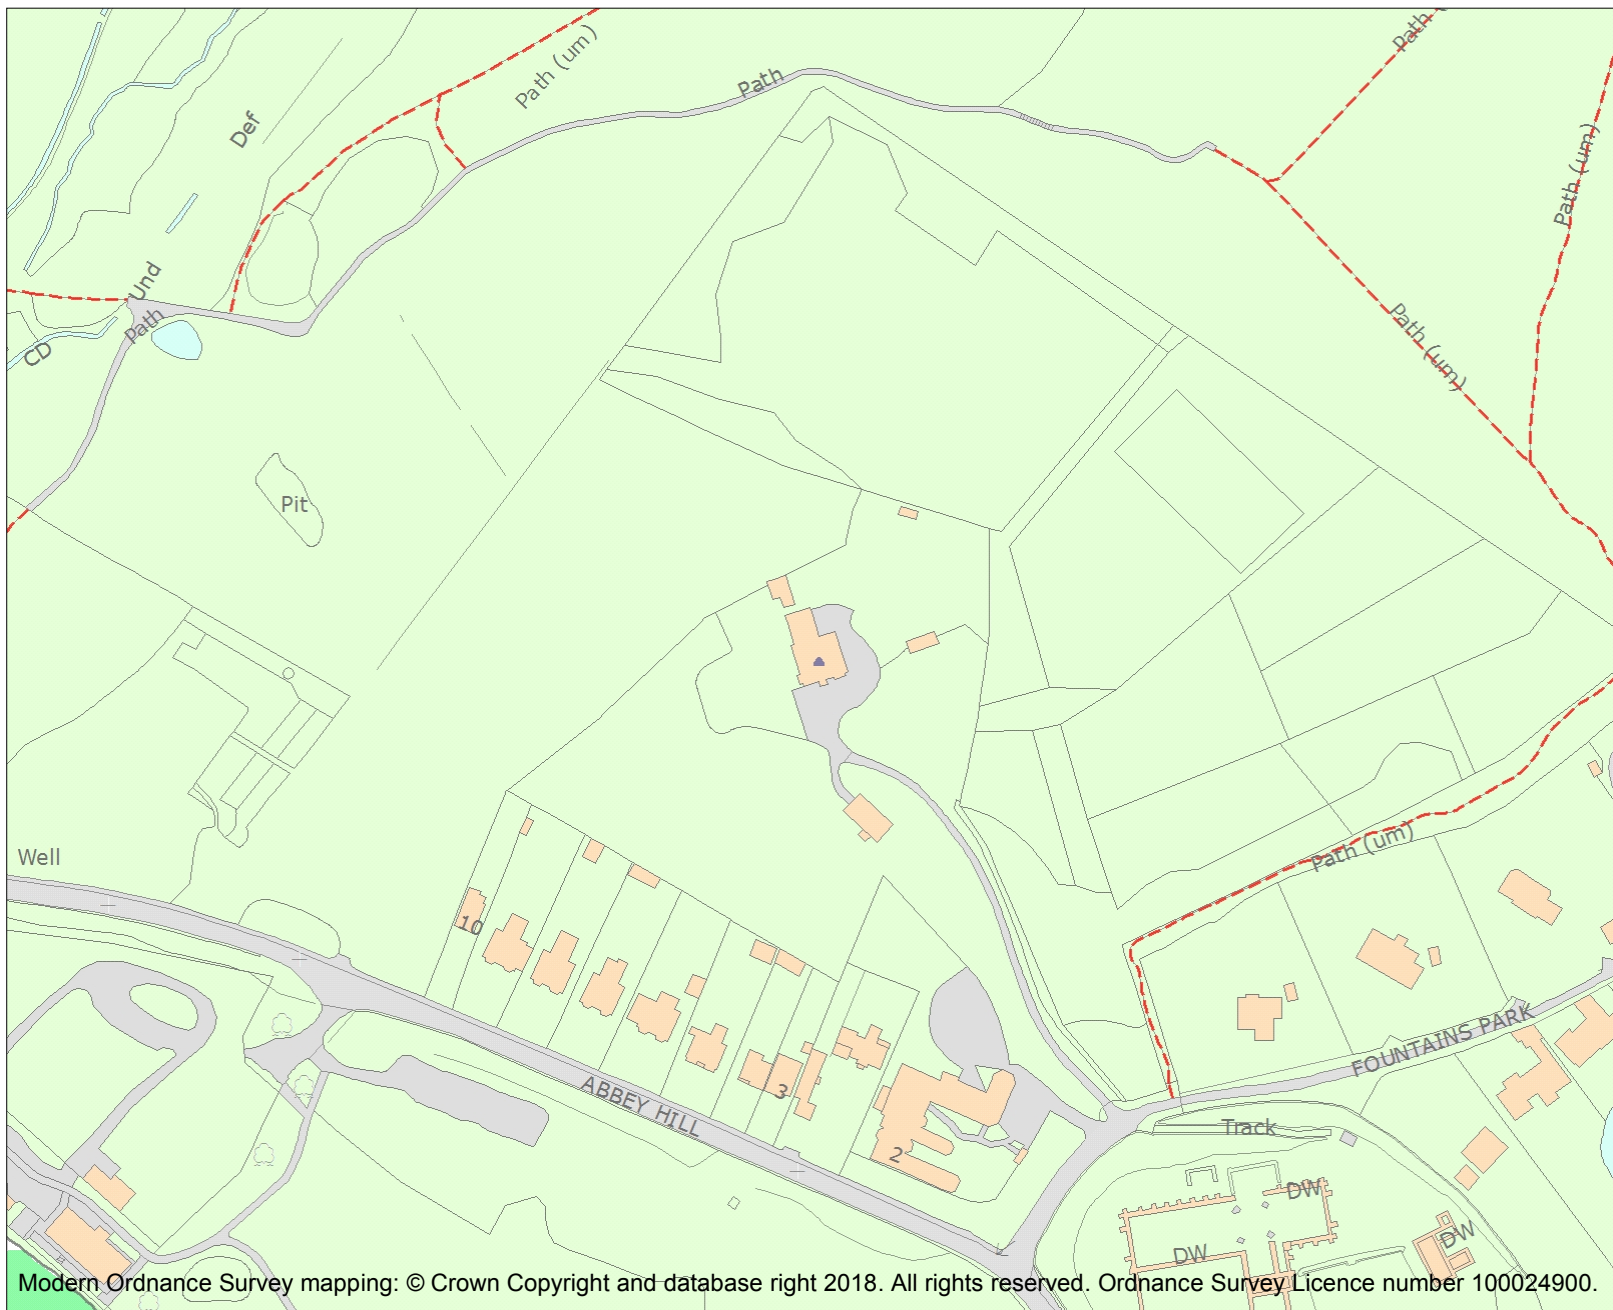 Path (
Path (um)
Path
Def
Path (um)
Und
Path
CD
Path (um)
Pit
Well
Path (um)
10
FOUNTAINS PARK
ABBEY HILL
3
Track
2
DW
DW
DW
Modern Ordnance Survey mapping: © Crown Copyright and database right 2018. All rights reserved. Ordnance Survey Licence number 100024900.